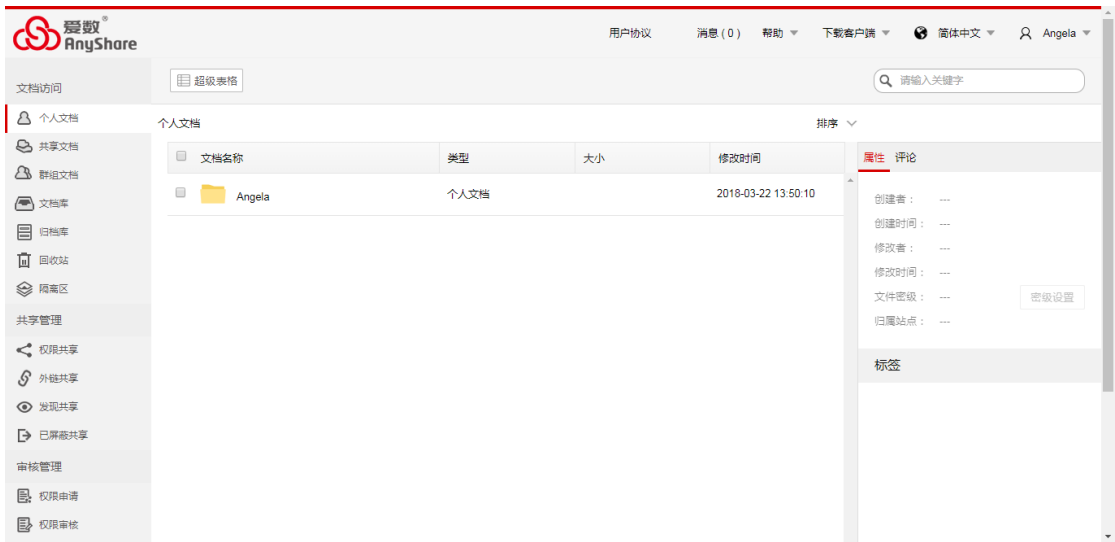 爱数®
AnyShare
用户协议 消息 ( 0 ) 帮助 下载客户端 简体中文 Angela
文档访问
个人文档
共享文档
群组文档
文档库
归档库
回收站
隔离区
共享管理
权限共享
外链共享
发现共享
已屏蔽共享
审核管理
权限申请
权限审核
超级表格
请输入关键字
个人文档 排序
文档名称 类型 大小 修改时间
Angela 个人文档 2018-03-22 13:50:10
属性 评论
创建者： ---
创建时间： ---
修改者： ---
修改时间： ---
文件密级： --- 密级设置
归属站点： ---
标签